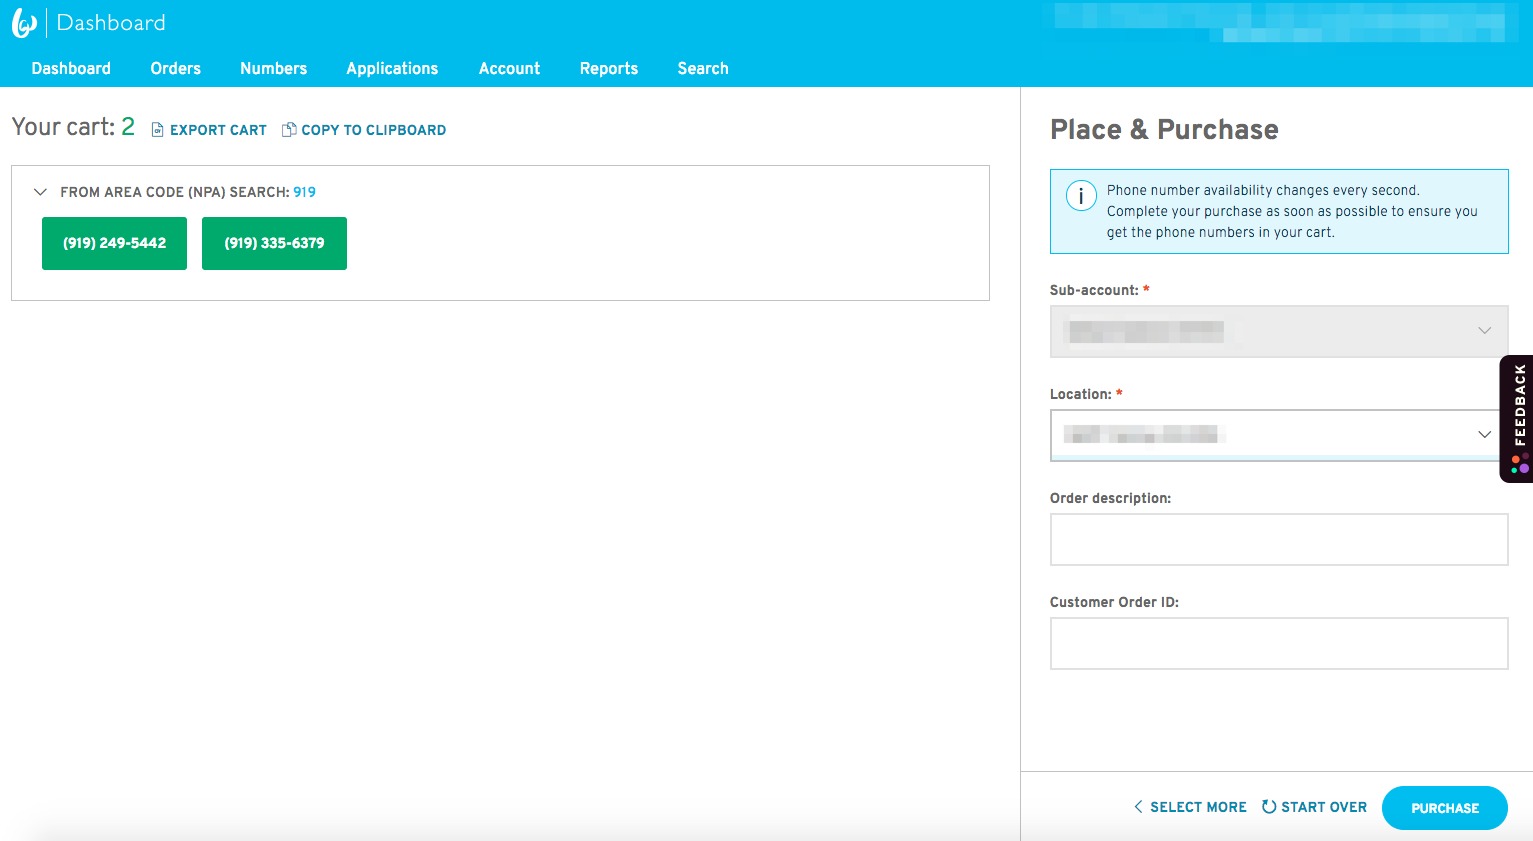 Dashboard
Dashboard Orders Numbers Applications Account Reports Search
Your cart: 2 EXPORT CART COPY TO CLIPBOARD
FROM AREA CODE (NPA) SEARCH: 919
(919) 249-5442 (919) 335-6379
Place & Purchase
i Phone number availability changes every second.
Complete your purchase as soon as possible to ensure you
get the phone numbers in your cart.
Sub-account: *
Location: *
Order description:
Customer Order ID:
FEEDBACK
SELECT MORE START OVER PURCHASE